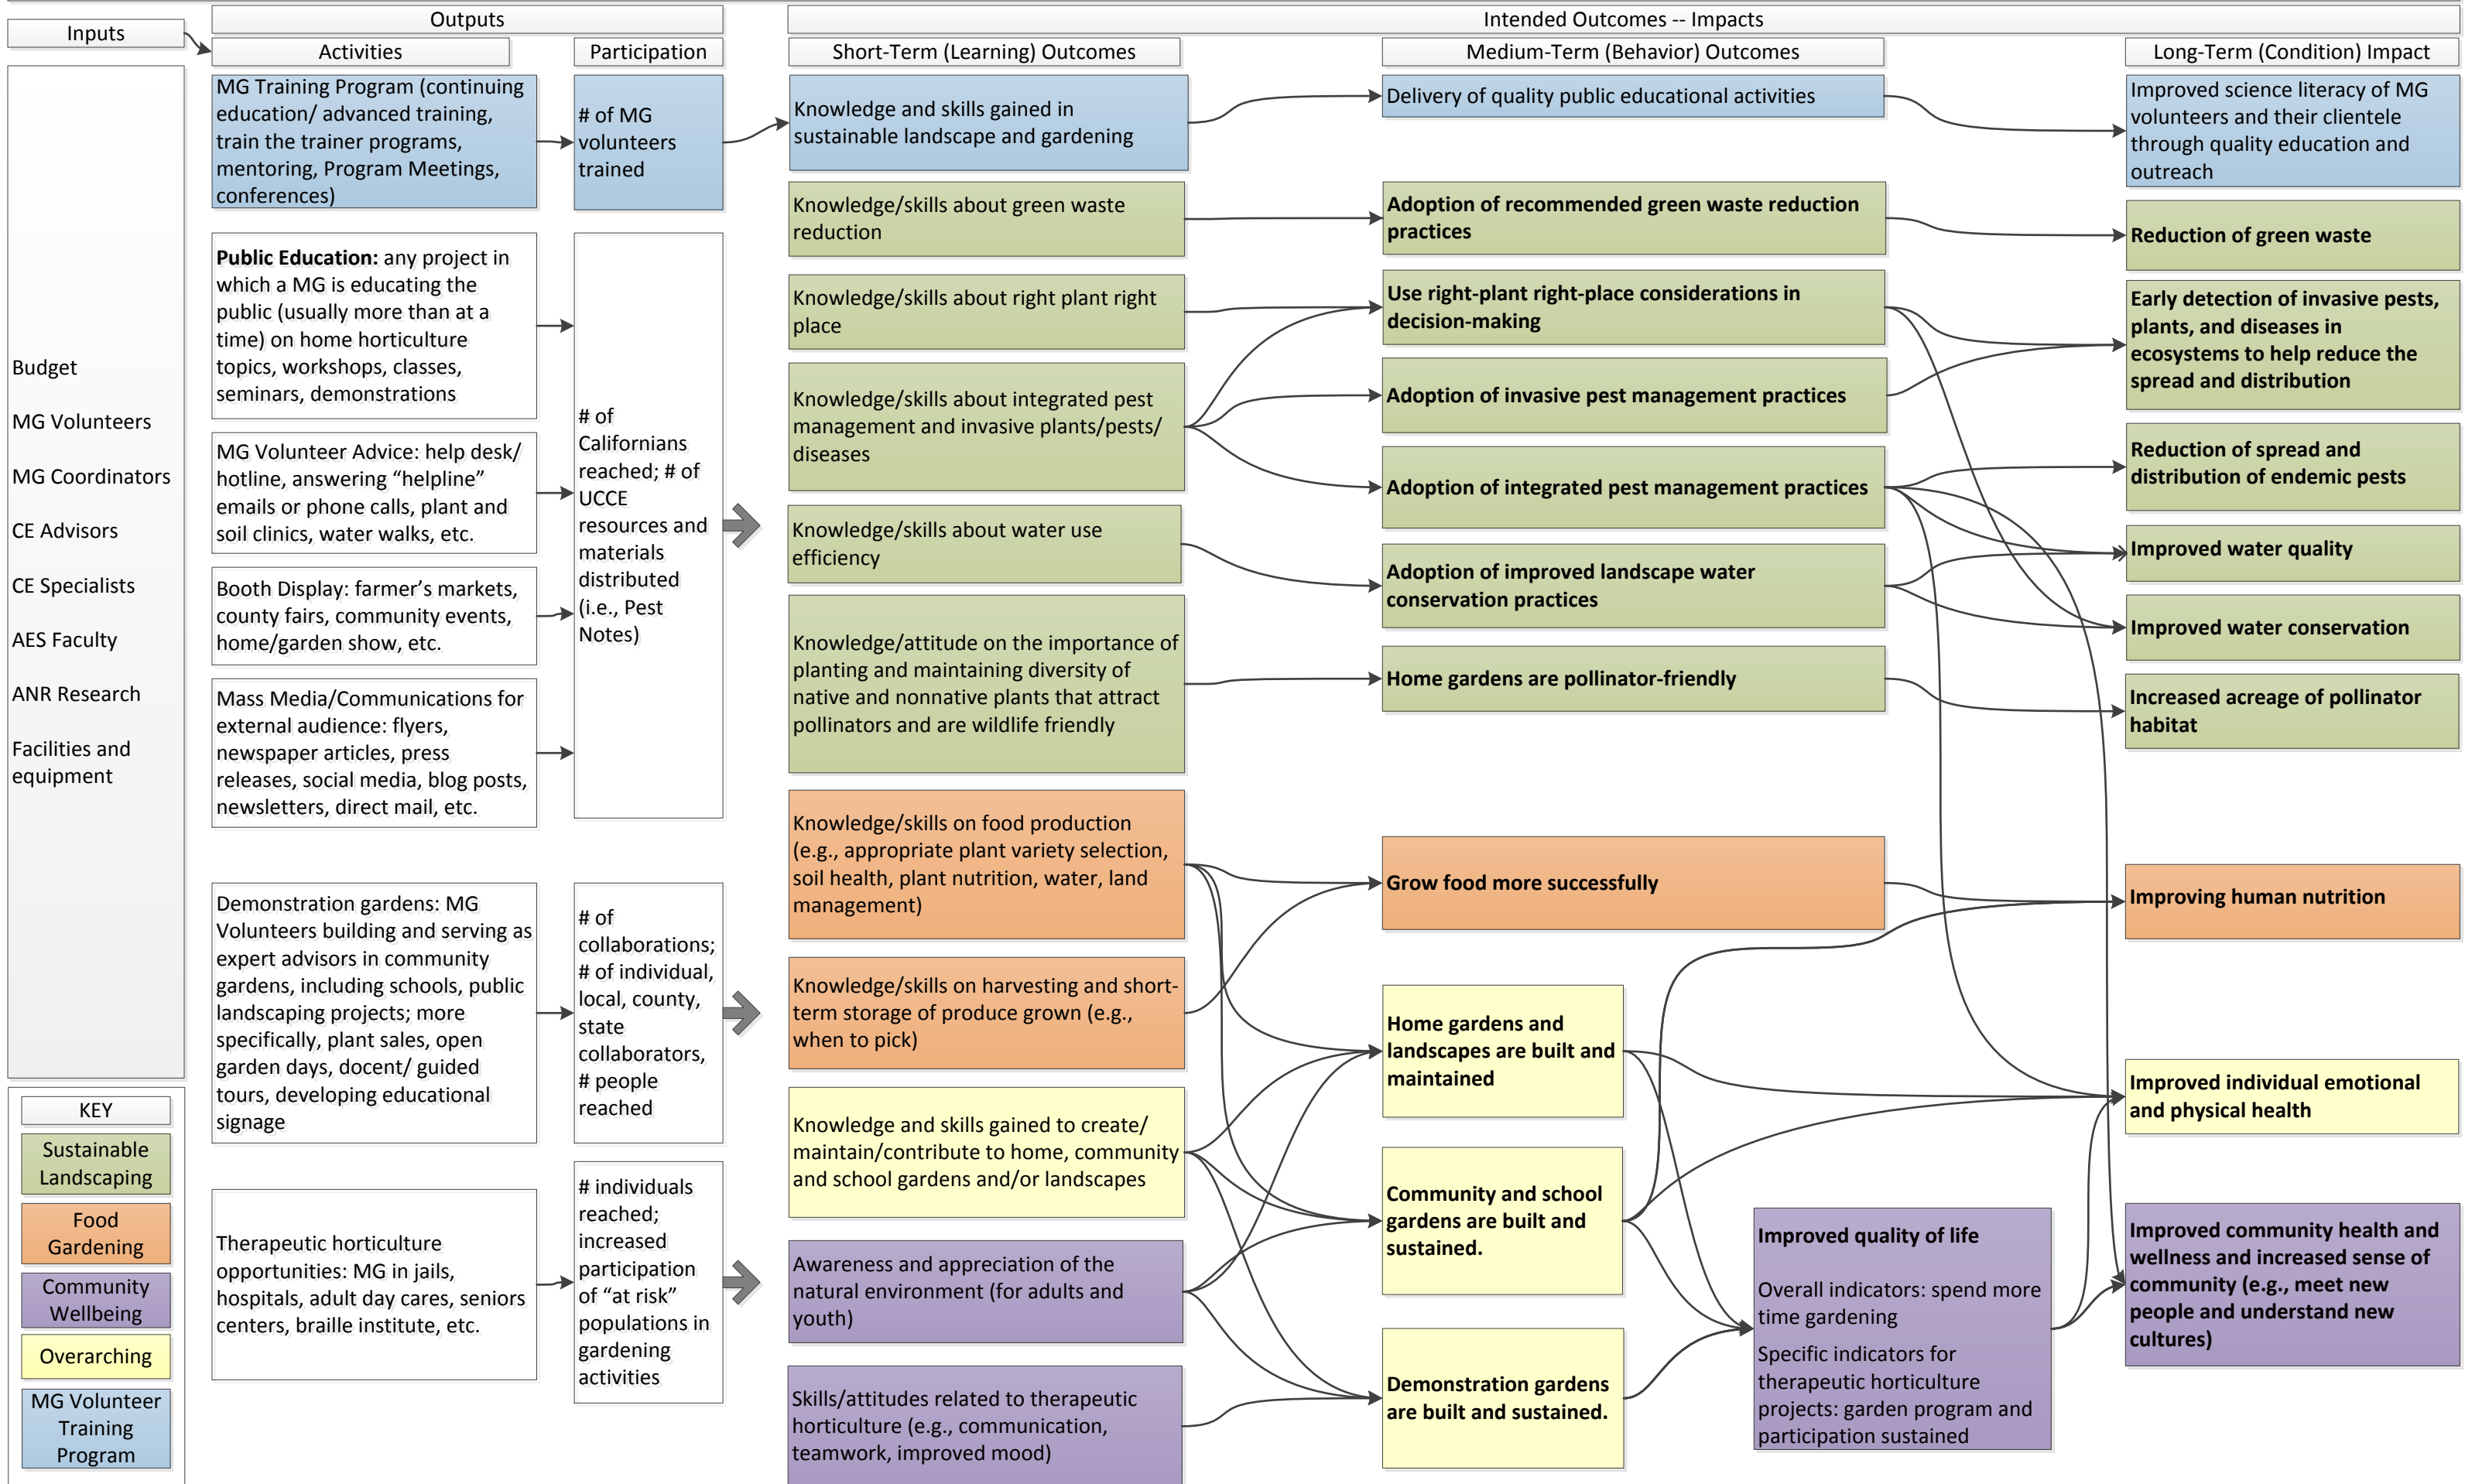 Inputs
Outputs
Intended Outcomes -- Impacts
Activities
Participation
Short-Term (Learning) Outcomes
Medium-Term (Behavior) Outcomes
Long-Term (Condition) Impact
Budget
MG Volunteers
MG Coordinators
CE Advisors
CE Specialists
AES Faculty
ANR Research
Facilities and
equipment
KEY
Sustainable
Landscaping
Food
Gardening
Community
Wellbeing
Overarching
MG Volunteer
Training
Program
MG Training Program (continuing
education/ advanced training,
train the trainer programs,
mentoring, Program Meetings,
conferences)
Public Education: any project in
which a MG is educating the
public (usually more than at a
time) on home horticulture
topics, workshops, classes,
seminars, demonstrations
MG Volunteer Advice: help desk/
hotline, answering “helpline”
emails or phone calls, plant and
soil clinics, water walks, etc.
Booth Display: farmer’s markets,
county fairs, community events,
home/garden show, etc.
Mass Media/Communications for
external audience: flyers,
newspaper articles, press
releases, social media, blog posts,
newsletters, direct mail, etc.
Demonstration gardens: MG
Volunteers building and serving as
expert advisors in community
gardens, including schools, public
landscaping projects; more
specifically, plant sales, open
garden days, docent/ guided
tours, developing educational
signage
Therapeutic horticulture
opportunities: MG in jails,
hospitals, adult day cares, seniors
centers, braille institute, etc.
# of MG
volunteers
trained
# of
Californians
reached; # of
UCCE
resources and
materials
distributed
(i.e., Pest
Notes)
# of
collaborations;
# of individual,
local, county,
state
collaborators,
# people
reached
# individuals
reached;
increased
participation
of “at risk”
populations in
gardening
activities
Knowledge and skills gained in
sustainable landscape and gardening
Knowledge/skills about green waste
reduction
Knowledge/skills about right plant right
place
Knowledge/skills about integrated pest
management and invasive plants/pests/
diseases
Knowledge/skills about water use
efficiency
Knowledge/attitude on the importance of
planting and maintaining diversity of
native and nonnative plants that attract
pollinators and are wildlife friendly
Knowledge/skills on food production
(e.g., appropriate plant variety selection,
soil health, plant nutrition, water, land
management)
Knowledge/skills on harvesting and short-
term storage of produce grown (e.g.,
when to pick)
Knowledge and skills gained to create/
maintain/contribute to home, community
and school gardens and/or landscapes
Awareness and appreciation of the
natural environment (for adults and
youth)
Skills/attitudes related to therapeutic
horticulture (e.g., communication,
teamwork, improved mood)
Delivery of quality public educational activities
Adoption of recommended green waste reduction
practices
Use right-plant right-place considerations in
decision-making
Adoption of invasive pest management practices
Adoption of integrated pest management practices
Adoption of improved landscape water
conservation practices
Home gardens are pollinator-friendly
Grow food more successfully
Home gardens and
landscapes are built and
maintained
Community and school
gardens are built and
sustained.
Demonstration gardens
are built and sustained.
Improved quality of life
Overall indicators: spend more
time gardening
Specific indicators for
therapeutic horticulture
projects: garden program and
participation sustained
Improved science literacy of MG
volunteers and their clientele
through quality education and
outreach
Reduction of green waste
Early detection of invasive pests,
plants, and diseases in
ecosystems to help reduce the
spread and distribution
Reduction of spread and
distribution of endemic pests
Improved water quality
Improved water conservation
Increased acreage of pollinator
habitat
Improving human nutrition
Improved individual emotional
and physical health
Improved community health and
wellness and increased sense of
community (e.g., meet new
people and understand new
cultures)